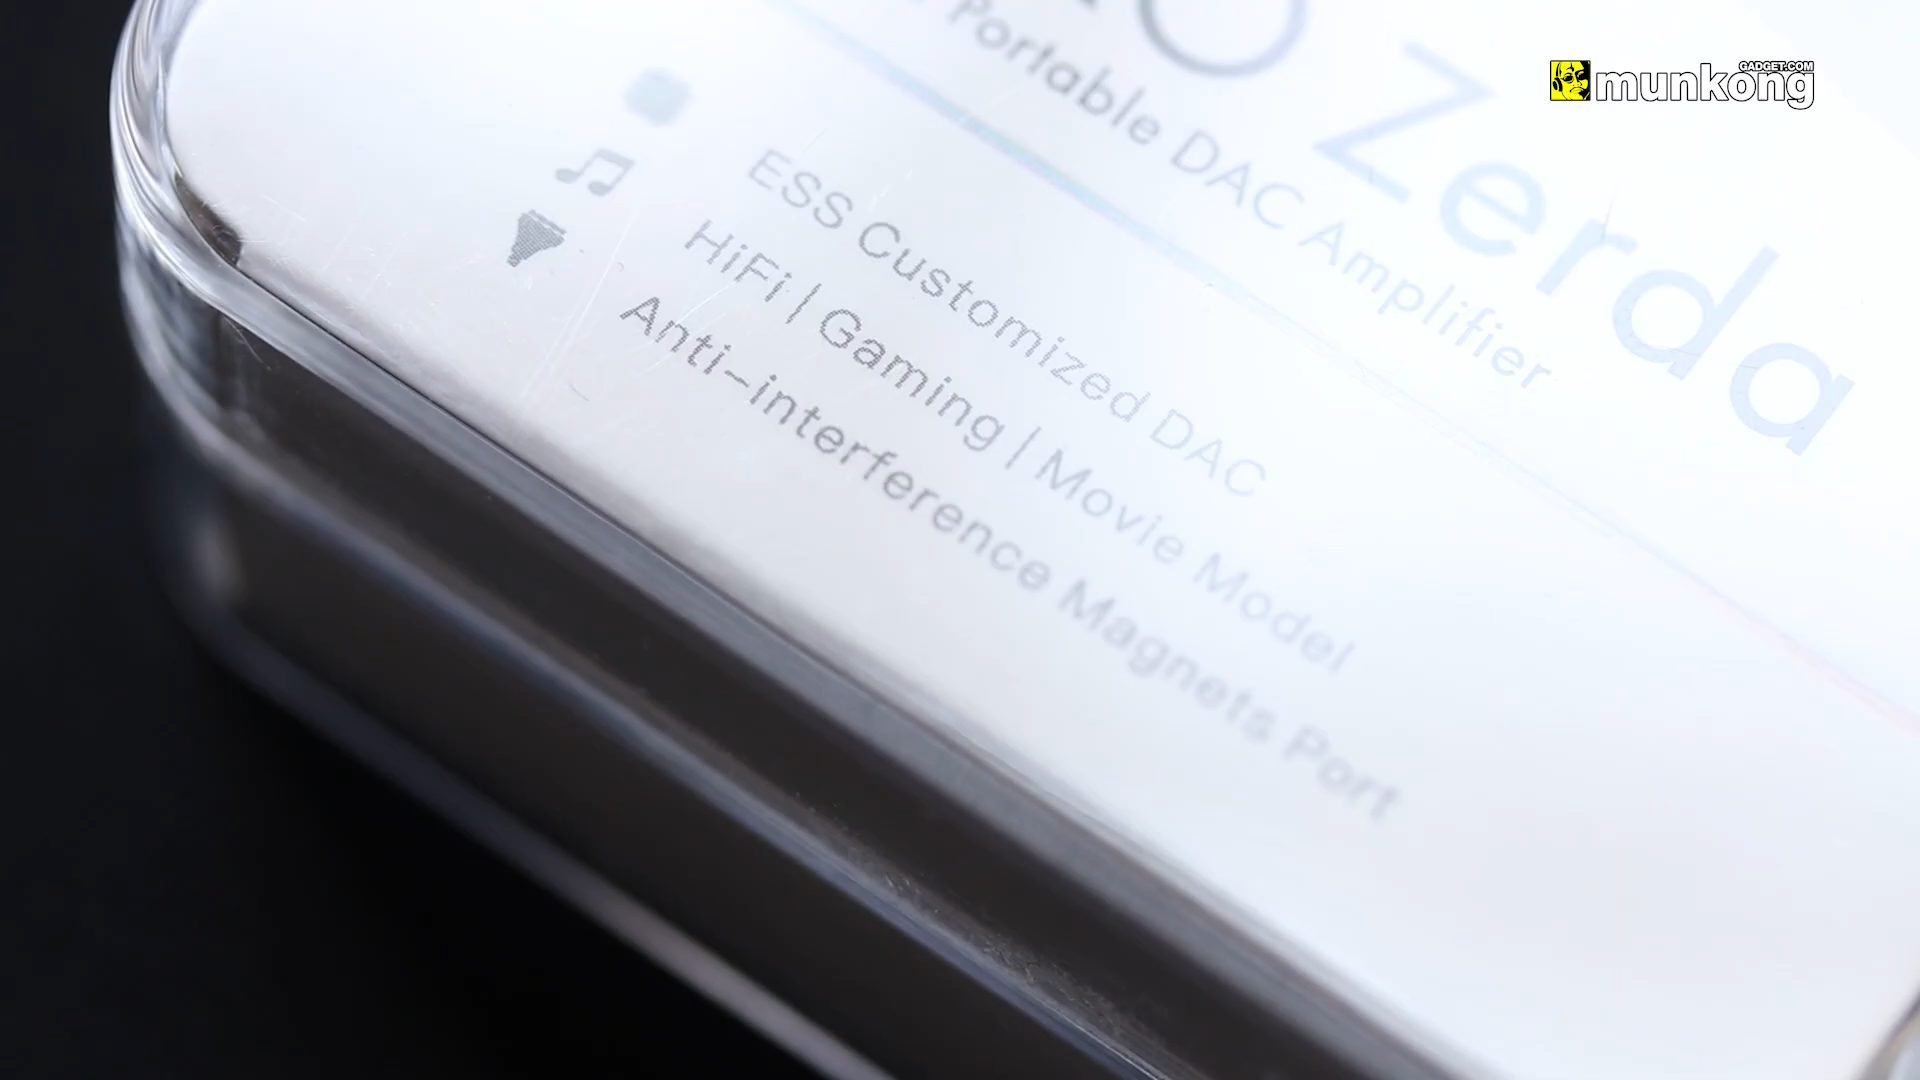 Zerda
Portable DAC Amplifier
ESS Customized DAC
HiFi | Gaming | Movie Model
Anti-interference Magnets Port
munkong
GADGET.COM